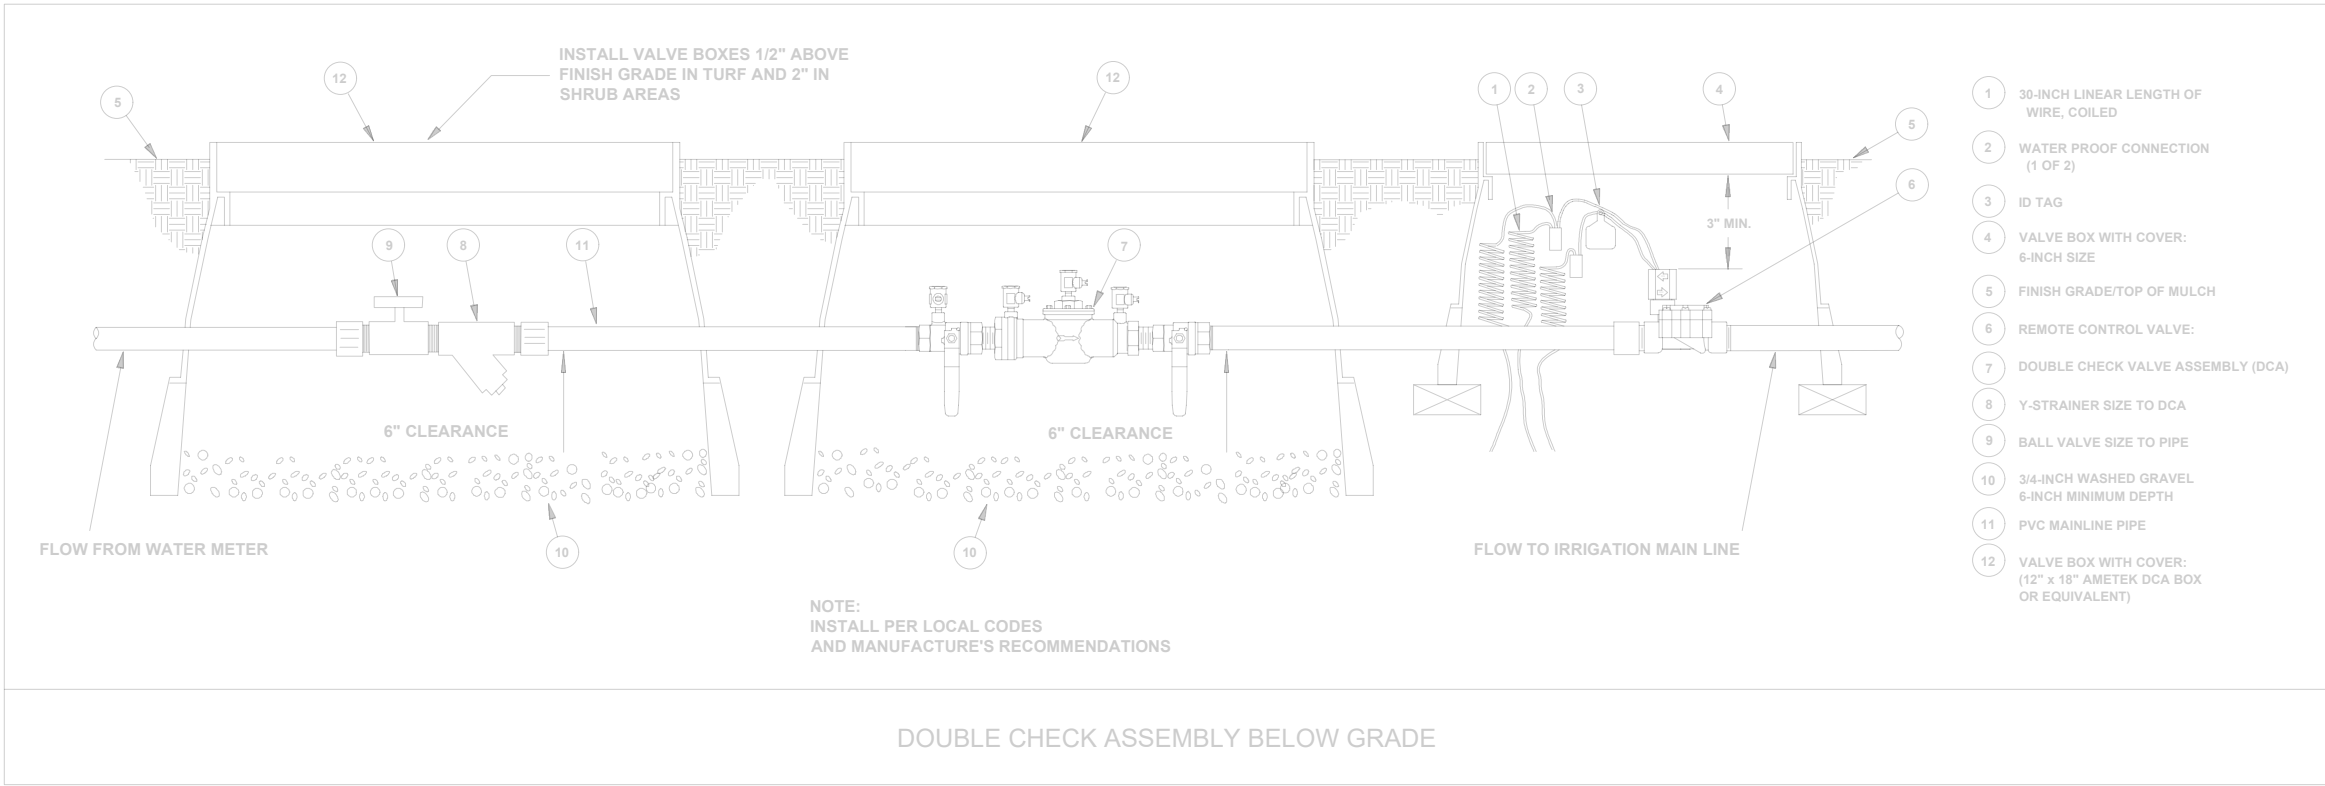 INSTALL VALVE BOXES 1/2" ABOVE
FINISH GRADE IN TURF AND 2" IN
SHRUB AREAS
12
12
5
1
2
3
4
5
6
3" MIN.
9
8
11
7
6" CLEARANCE
6" CLEARANCE
FLOW FROM WATER METER
10
10
FLOW TO IRRIGATION MAIN LINE
NOTE:
INSTALL PER LOCAL CODES
AND MANUFACTURE'S RECOMMENDATIONS
1 30-INCH LINEAR LENGTH OF
WIRE, COILED
2 WATER PROOF CONNECTION
(1 OF 2)
3 ID TAG
4 VALVE BOX WITH COVER:
6-INCH SIZE
5 FINISH GRADE/TOP OF MULCH
6 REMOTE CONTROL VALVE:
7 DOUBLE CHECK VALVE ASSEMBLY (DCA)
8 Y-STRAINER SIZE TO DCA
9 BALL VALVE SIZE TO PIPE
10 3/4-INCH WASHED GRAVEL
6-INCH MINIMUM DEPTH
11 PVC MAINLINE PIPE
12 VALVE BOX WITH COVER:
(12" x 18" AMETEK DCA BOX
OR EQUIVALENT)
DOUBLE CHECK ASSEMBLY BELOW GRADE